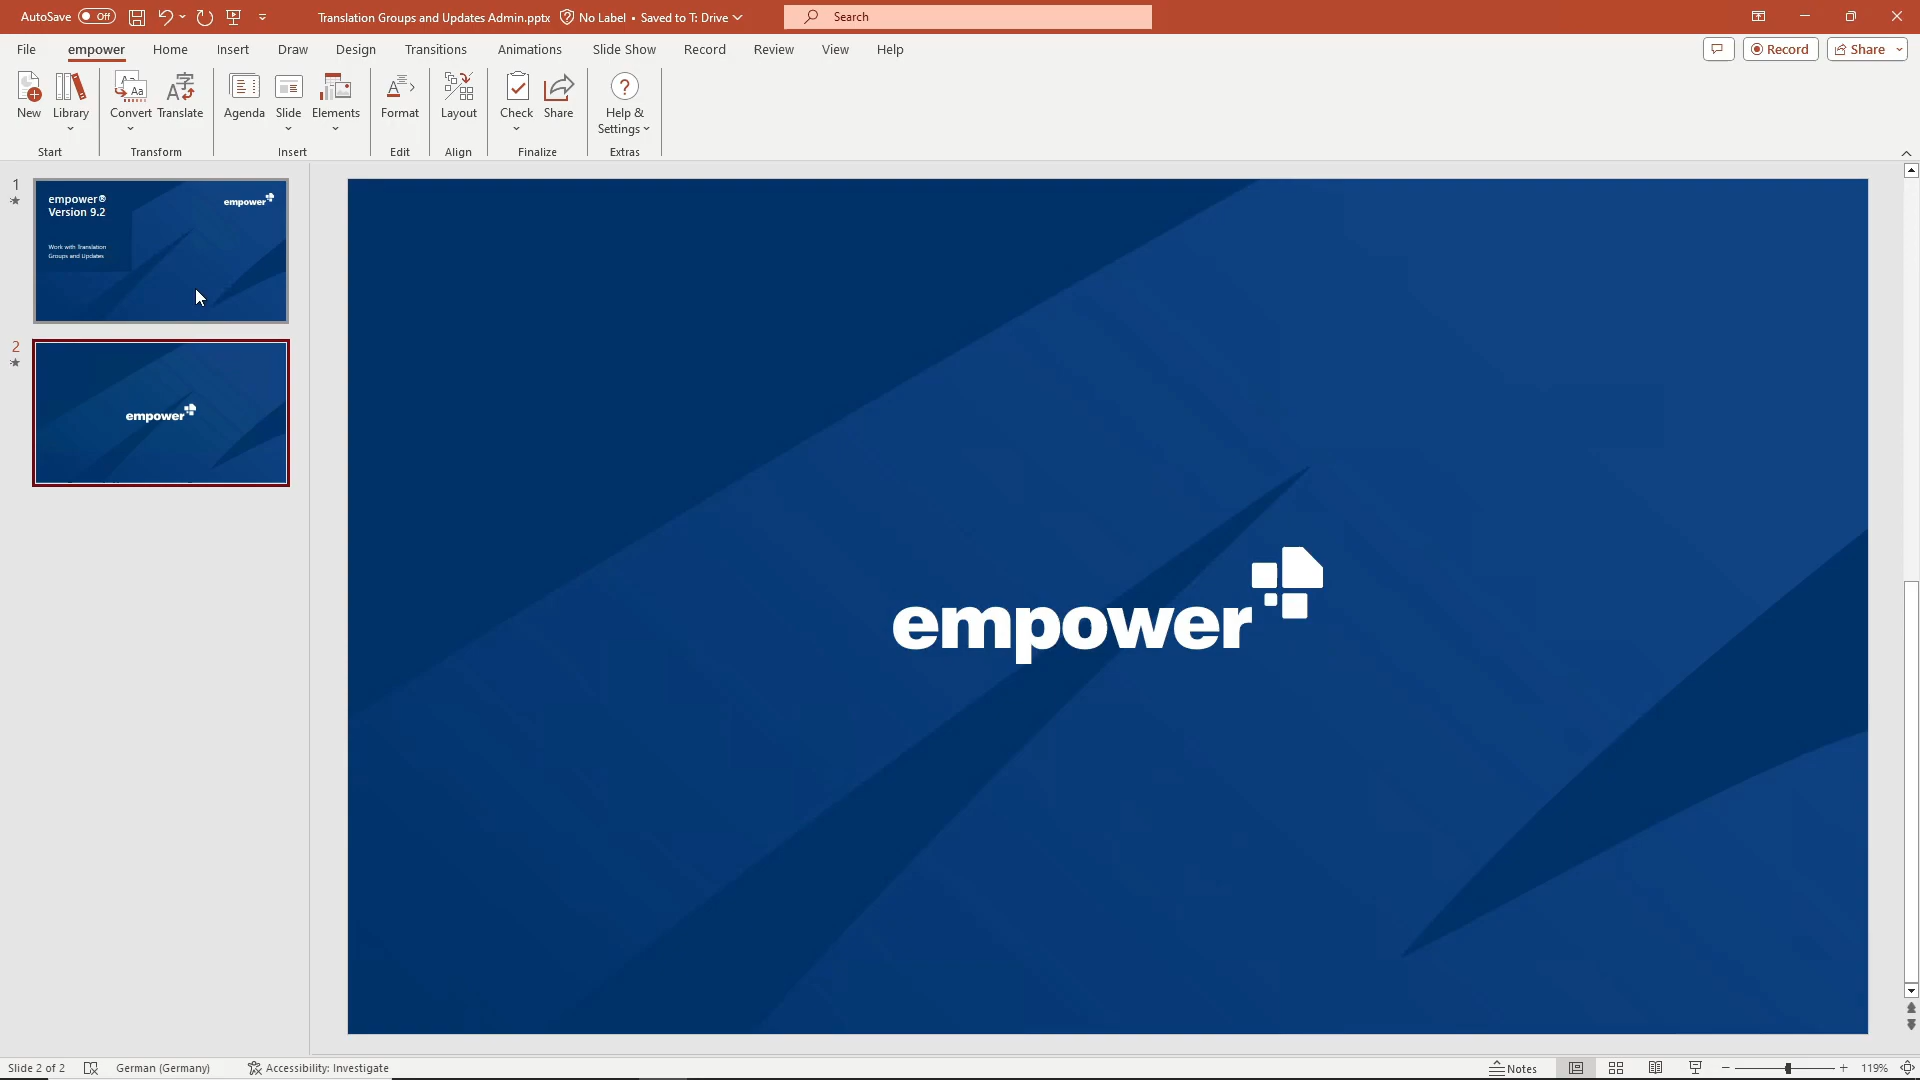 AutoSave Off Translation Groups and Updates Admin.pptx No Label • Saved to T: Drive Search
File empower Home Insert Draw Design Transitions Animations Slide Show Record Review View Help Record Share
New Library Convert Translate Agenda Slide Elements Format Layout Check Share Help &
Settings
Start Transform Insert Edit Align Finalize Extras
1
empower®
Version 9.2
empower
Work with Translation
Groups and Updates
2
empower
empower
Slide 2 of 2 German (Germany) Accessibility: Investigate Notes 119%